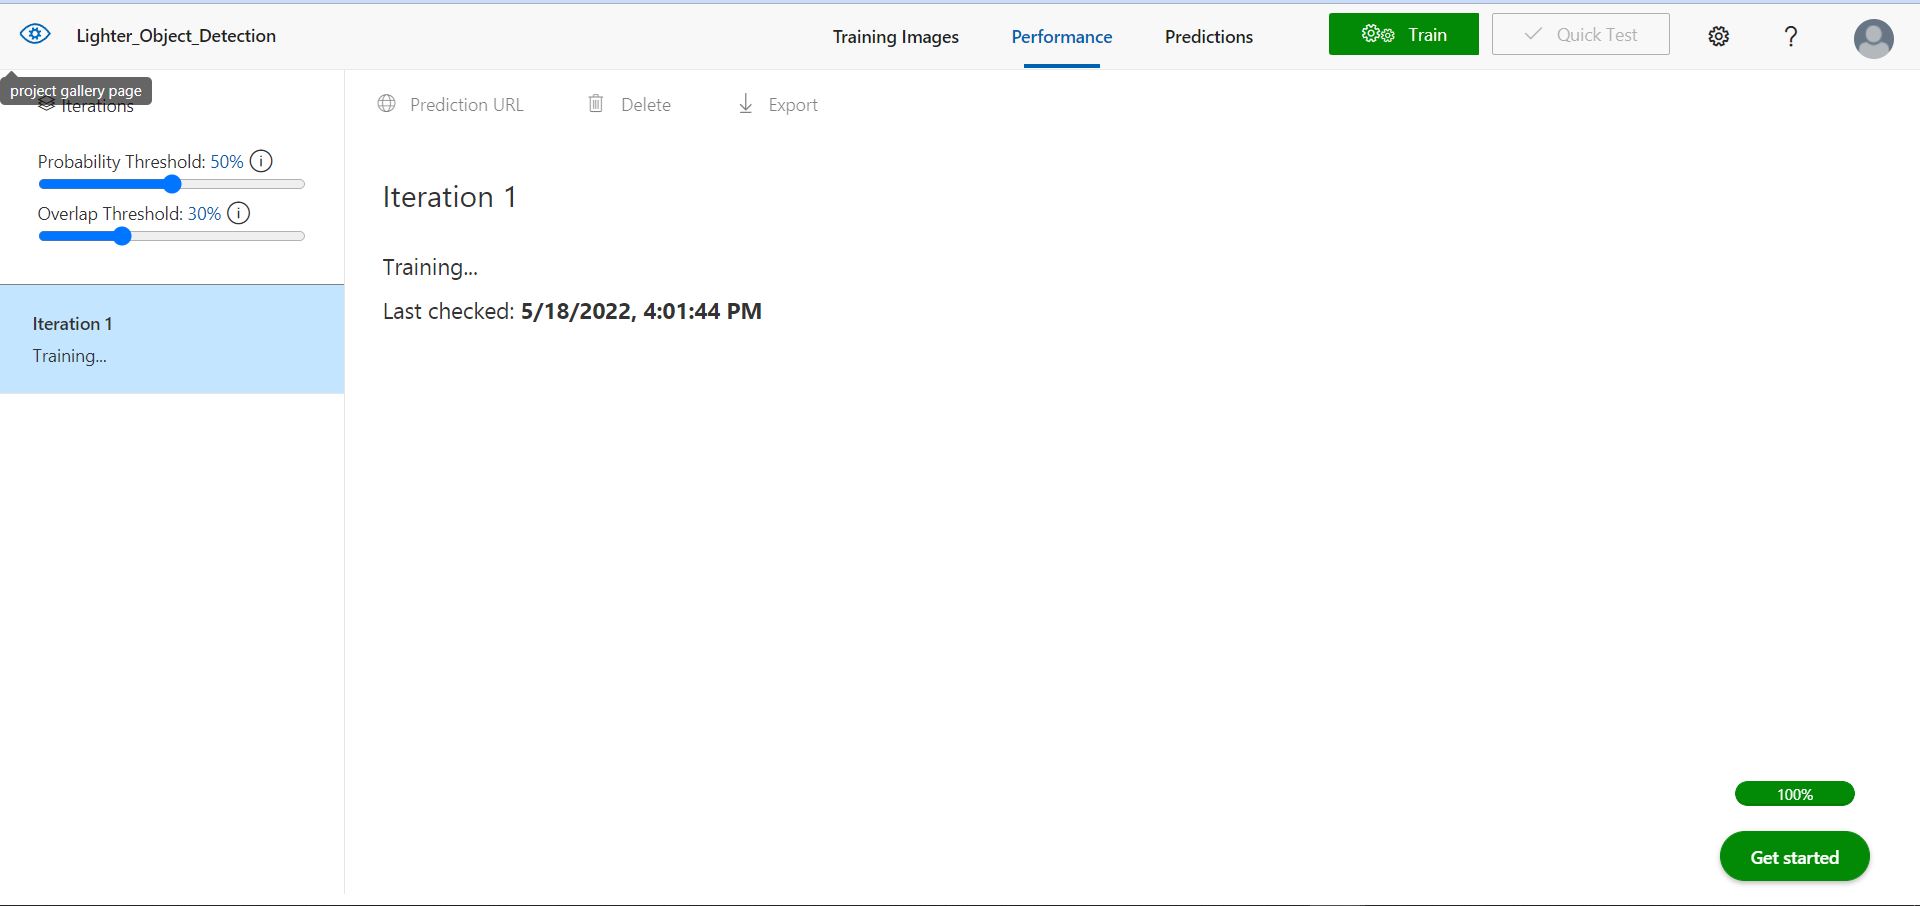 Lighter_Object_Detection
Training Images
Performance
Predictions
Train
Quick Test
?
project gallery page
Iterations
Prediction URL
Delete
Export
Probability Threshold: 50% i
Overlap Threshold: 30% i
Iteration 1
Training...
Iteration 1
Training...
Last checked: 5/18/2022, 4:01:44 PM
100%
Get started